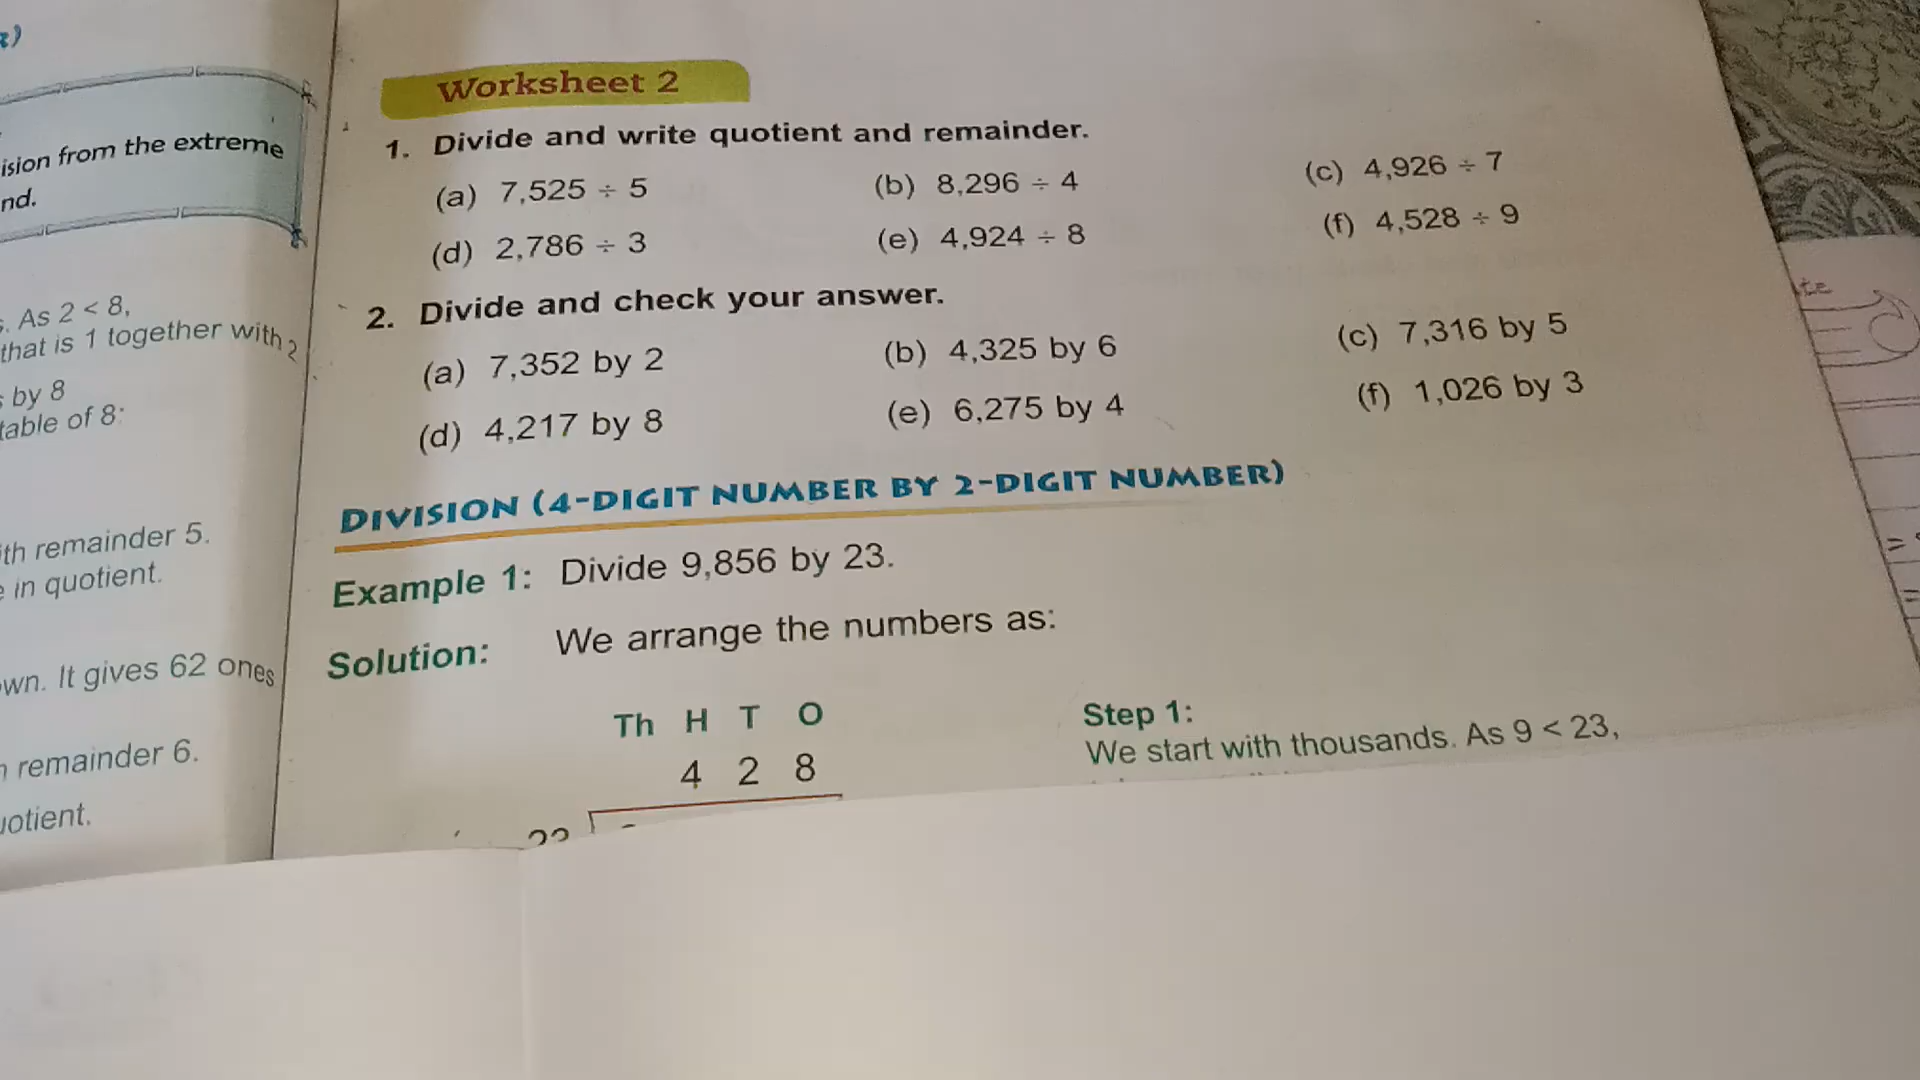 ision from the extreme
nd.
. As 2 < 8,
that is 1 together with 2
by 8
table of 8:
th remainder 5.
in quotient.
wn. It gives 62 ones
remainder 6.
uotient.
Worksheet 2
1. Divide and write quotient and remainder.
(a) 7,525 ÷ 5 (b) 8,296 ÷ 4 (c) 4,926 ÷ 7
(d) 2,786 ÷ 3 (e) 4,924 ÷ 8 (f) 4,528 ÷ 9
2. Divide and check your answer.
(a) 7,352 by 2 (b) 4,325 by 6 (c) 7,316 by 5
(d) 4,217 by 8 (e) 6,275 by 4 (f) 1,026 by 3
DIVISION (4-DIGIT NUMBER BY 2-DIGIT NUMBER)
Example 1: Divide 9,856 by 23.
Solution: We arrange the numbers as:
Th H T O
4 2 8
23
Step 1:
We start with thousands. As 9 < 23,